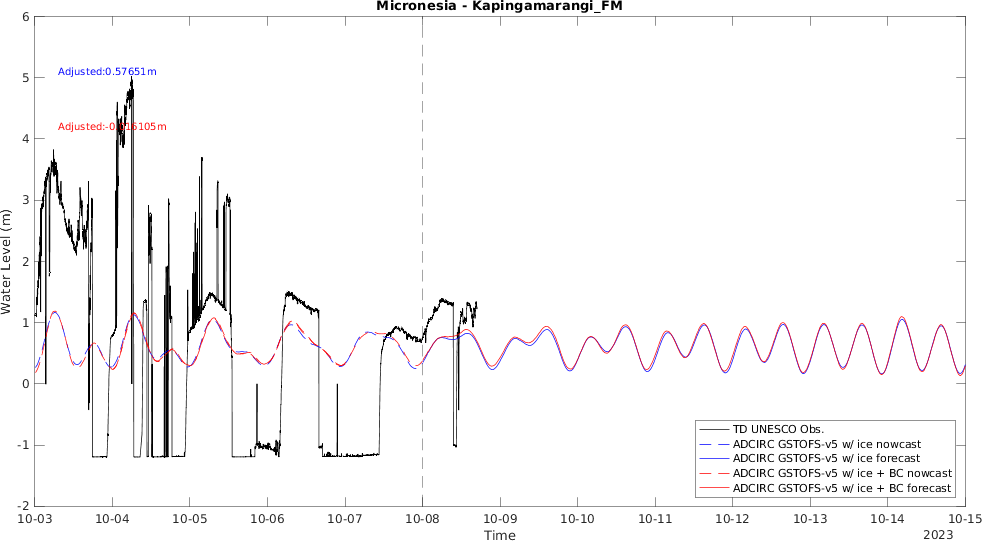 Micronesia - Kapingamarangi_FM
Water Level (m)
6
5
4
3
2
1
0
-1
-2
Adjusted:0.57651m
10-03
10-04
10-05
10-06
10-07
10-08
10-09
10-10
10-11
10-12
10-13
10-14
10-15
Time
2023
TD UNESCO Obs.
ADCIRC GSTOFS-v5 w/ ice nowcast
ADCIRC GSTOFS-v5 w/ ice forecast
ADCIRC GSTOFS-v5 w/ ice + BC nowcast
ADCIRC GSTOFS-v5 w/ ice + BC forecast